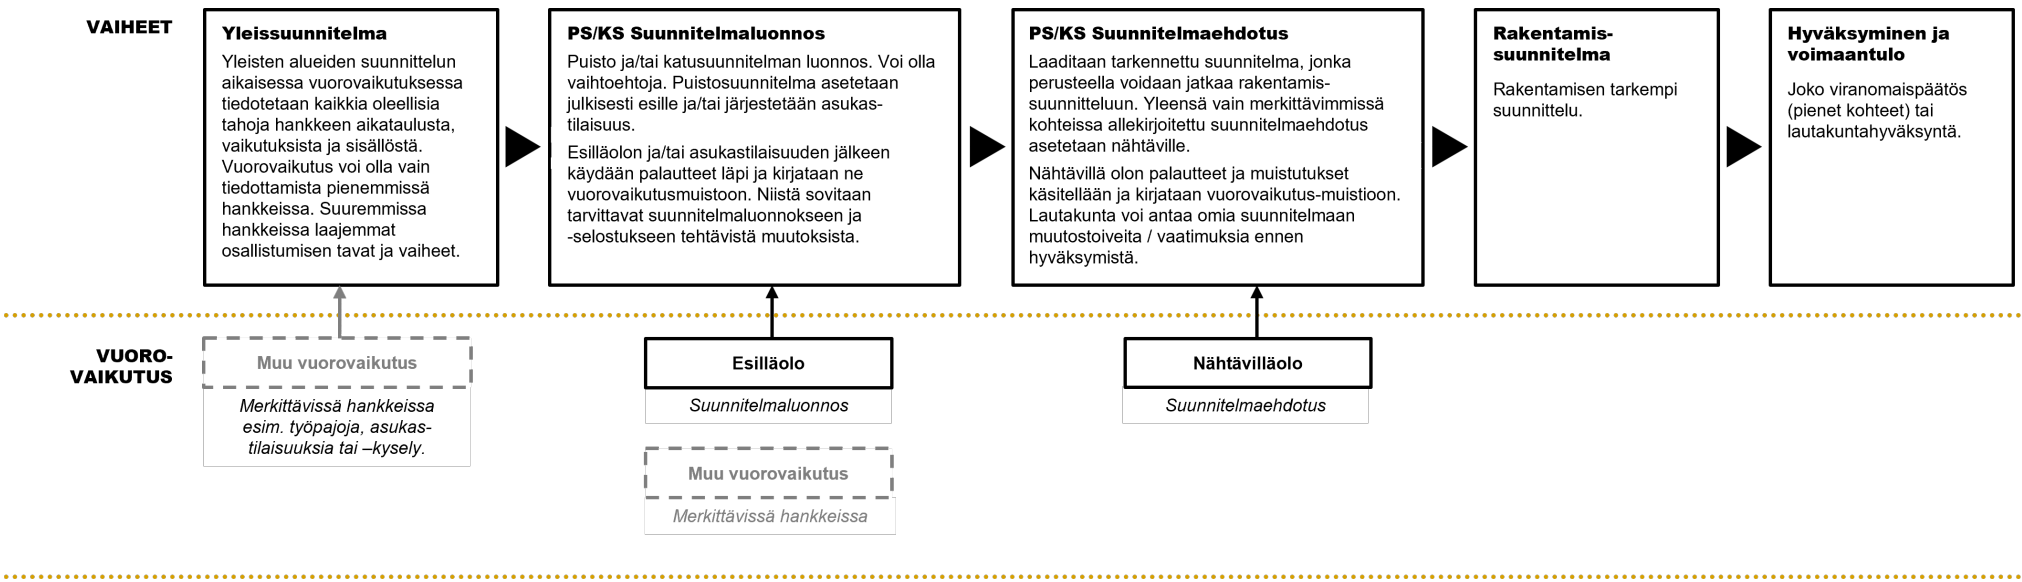 VAIHEET
Yleissuunnitelma
Yleisten alueiden suunnittelun
aikaisessa vuorovaikutuksessa
tiedotetaan kaikkia oleellisia
tahoja hankkeen aikataulusta,
vaikutuksista ja sisällöstä.
Vuorovaikutus voi olla vain
tiedottamista pienemmissä
hankkeissa. Suuremmissa
hankkeissa laajemmat
osallistumisen tavat ja vaiheet.
PS/KS Suunnitelmaluonnos
Puisto ja/tai katusuunnitelman luonnos. Voi olla
vaihtoehtoja. Puistosuunnitelma asetetaan
julkisesti esille ja/tai järjestetään asukas-
tilaisuus.
Esilläolon ja/tai asukastilaisuuden jälkeen
käydään palautteet läpi ja kirjataan ne
vuorovaikutusmuistoon. Niistä sovitaan
tarvittavat suunnitelmaluonnokseen ja
-selostukseen tehtävistä muutoksista.
PS/KS Suunnitelmaehdotus
Laaditaan tarkennettu suunnitelma, jonka
perusteella voidaan jatkaa rakentamis-
suunnitteluun. Yleensä vain merkittävimmissä
kohteissa allekirjoitettu suunnitelmaehdotus
asetetaan nähtäville.
Nähtävillä olon palautteet ja muistutukset
käsitellään ja kirjataan vuorovaikutus-muistioon.
Lautakunta voi antaa omia suunnitelmaan
muutostoiveita / vaatimuksia ennen
hyväksymistä.
Rakentamis-
suunnitelma
Rakentamisen tarkempi
suunnittelu.
Hyväksyminen ja
voimaantulo
Joko viranomaispäätös
(pienet kohteet) tai
lautakuntahyväksyntä.
VUORO-
VAIKUTUS
Muu vuorovaikutus
Merkittävissä hankkeissa
esim. työpajoja, asukas-
tilaisuuksia tai –kysely.
Esilläolo
Suunnitelmaluonnos
Muu vuorovaikutus
Merkittävissä hankkeissa
Nähtävilläolo
Suunnitelmaehdotus